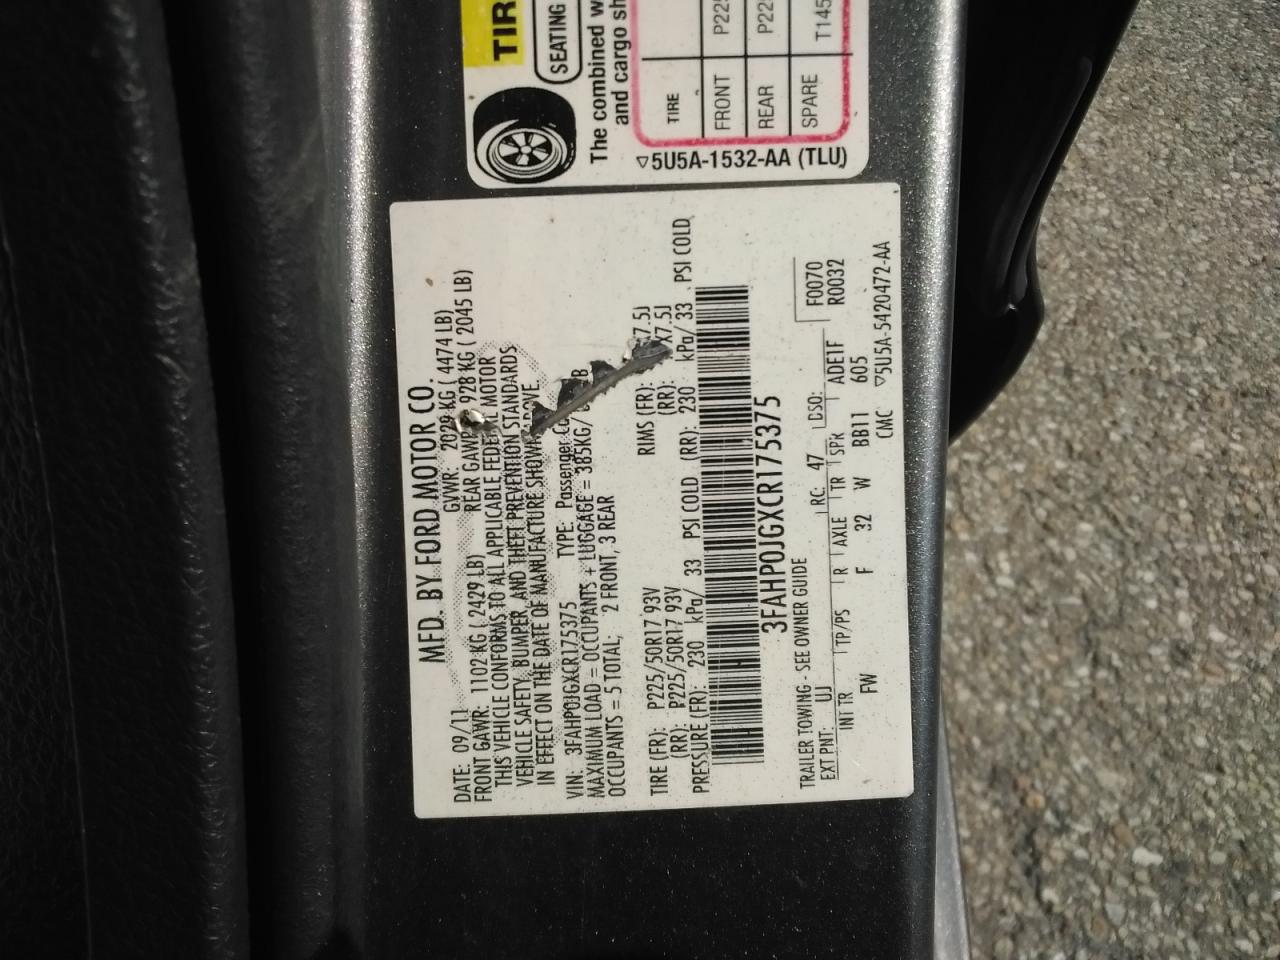 MFD. BY FORD MOTOR CO.
DATE: 09/11 GVWR: 2029 KG ( 4474 LB)
FRONT GAWR: 1102 KG ( 2429 LB) REAR GAWR 928 KG ( 2045 LB)
THIS VEHICLE CONFORMS TO ALL APPLICABLE FEDERAL MOTOR
VEHICLE SAFETY, BUMPER, AND THEFT PREVENTION STANDARDS
IN EFFECT ON THE DATE OF MANUFACTURE SHOWN ABOVE.
VIN: 3FAHP0JGXCR175375 TYPE: Passenger
MAXIMUM LOAD = OCCUPANTS + LUGGAGE = 385KG/
OCCUPANTS = 5 TOTAL; 2 FRONT, 3 REAR
TIRE (FR): P225/50R17 93V RIMS (FR): X7.5J
(RR): P225/50R17 93V (RR): X7.5J
PRESSURE (FR): 230 kPa/ 33 PSI COLD (RR): 230 kPa/ 33 PSI COLD
3FAHP0JGXCR175375
TRAILER TOWING - SEE OWNER GUIDE
EXT PNT: UJ RC: 47 DSO: F0070
INT TR TP/PS R AXLE TR SPR ADE1F R0032
FW F 32 W BB11 605
CMC ▽5U5A-5420472-AA
TIR
SEATING
The combined w
and cargo sh
TIRE
FRONT P225
REAR P225
SPARE T145
▽5U5A-1532-AA (TLU)